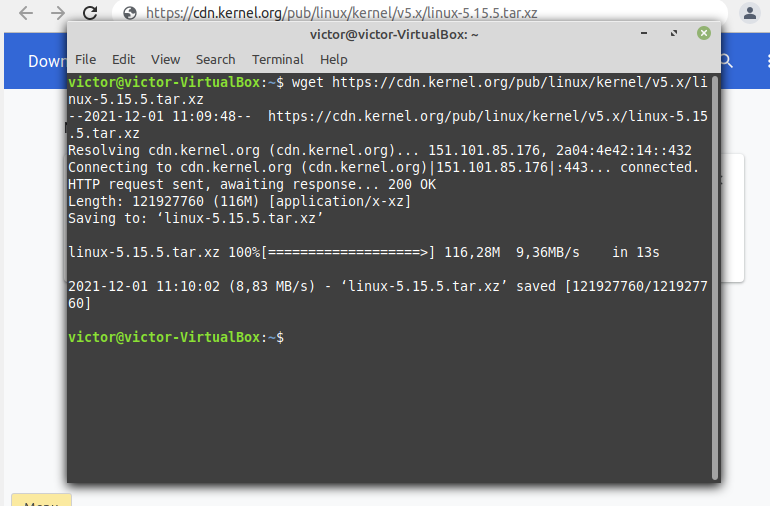 https://cdn.kernel.org/pub/linux/kernel/v5.x/linux-5.15.5.tar.xz
victor@victor-VirtualBox: ~
File Edit View Search Terminal Help
victor@victor-VirtualBox:~$ wget https://cdn.kernel.org/pub/linux/kernel/v5.x/li
nux-5.15.5.tar.xz
--2021-12-01 11:09:48--  https://cdn.kernel.org/pub/linux/kernel/v5.x/linux-5.15
.5.tar.xz
Resolving cdn.kernel.org (cdn.kernel.org)... 151.101.85.176, 2a04:4e42:14::432
Connecting to cdn.kernel.org (cdn.kernel.org)|151.101.85.176|:443... connected.
HTTP request sent, awaiting response... 200 OK
Length: 121927760 (116M) [application/x-xz]
Saving to: ‘linux-5.15.5.tar.xz’
linux-5.15.5.tar.xz 100%[===================>] 116,28M  9,36MB/s    in 13s
2021-12-01 11:10:02 (8,83 MB/s) - ‘linux-5.15.5.tar.xz’ saved [121927760/1219277
60]
victor@victor-VirtualBox:~$